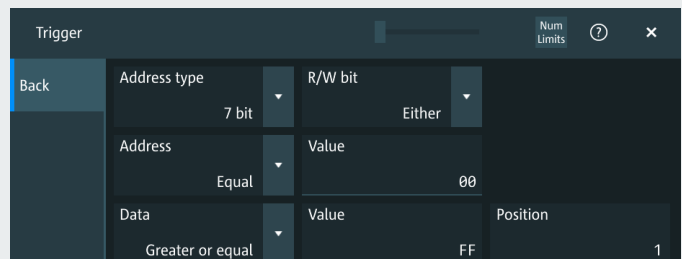 Trigger
Num
Limits
?
×
Back
Address type
7 bit
R/W bit
Either
Address
Equal
Value
00
Data
Greater or equal
Value
FF
Position
1